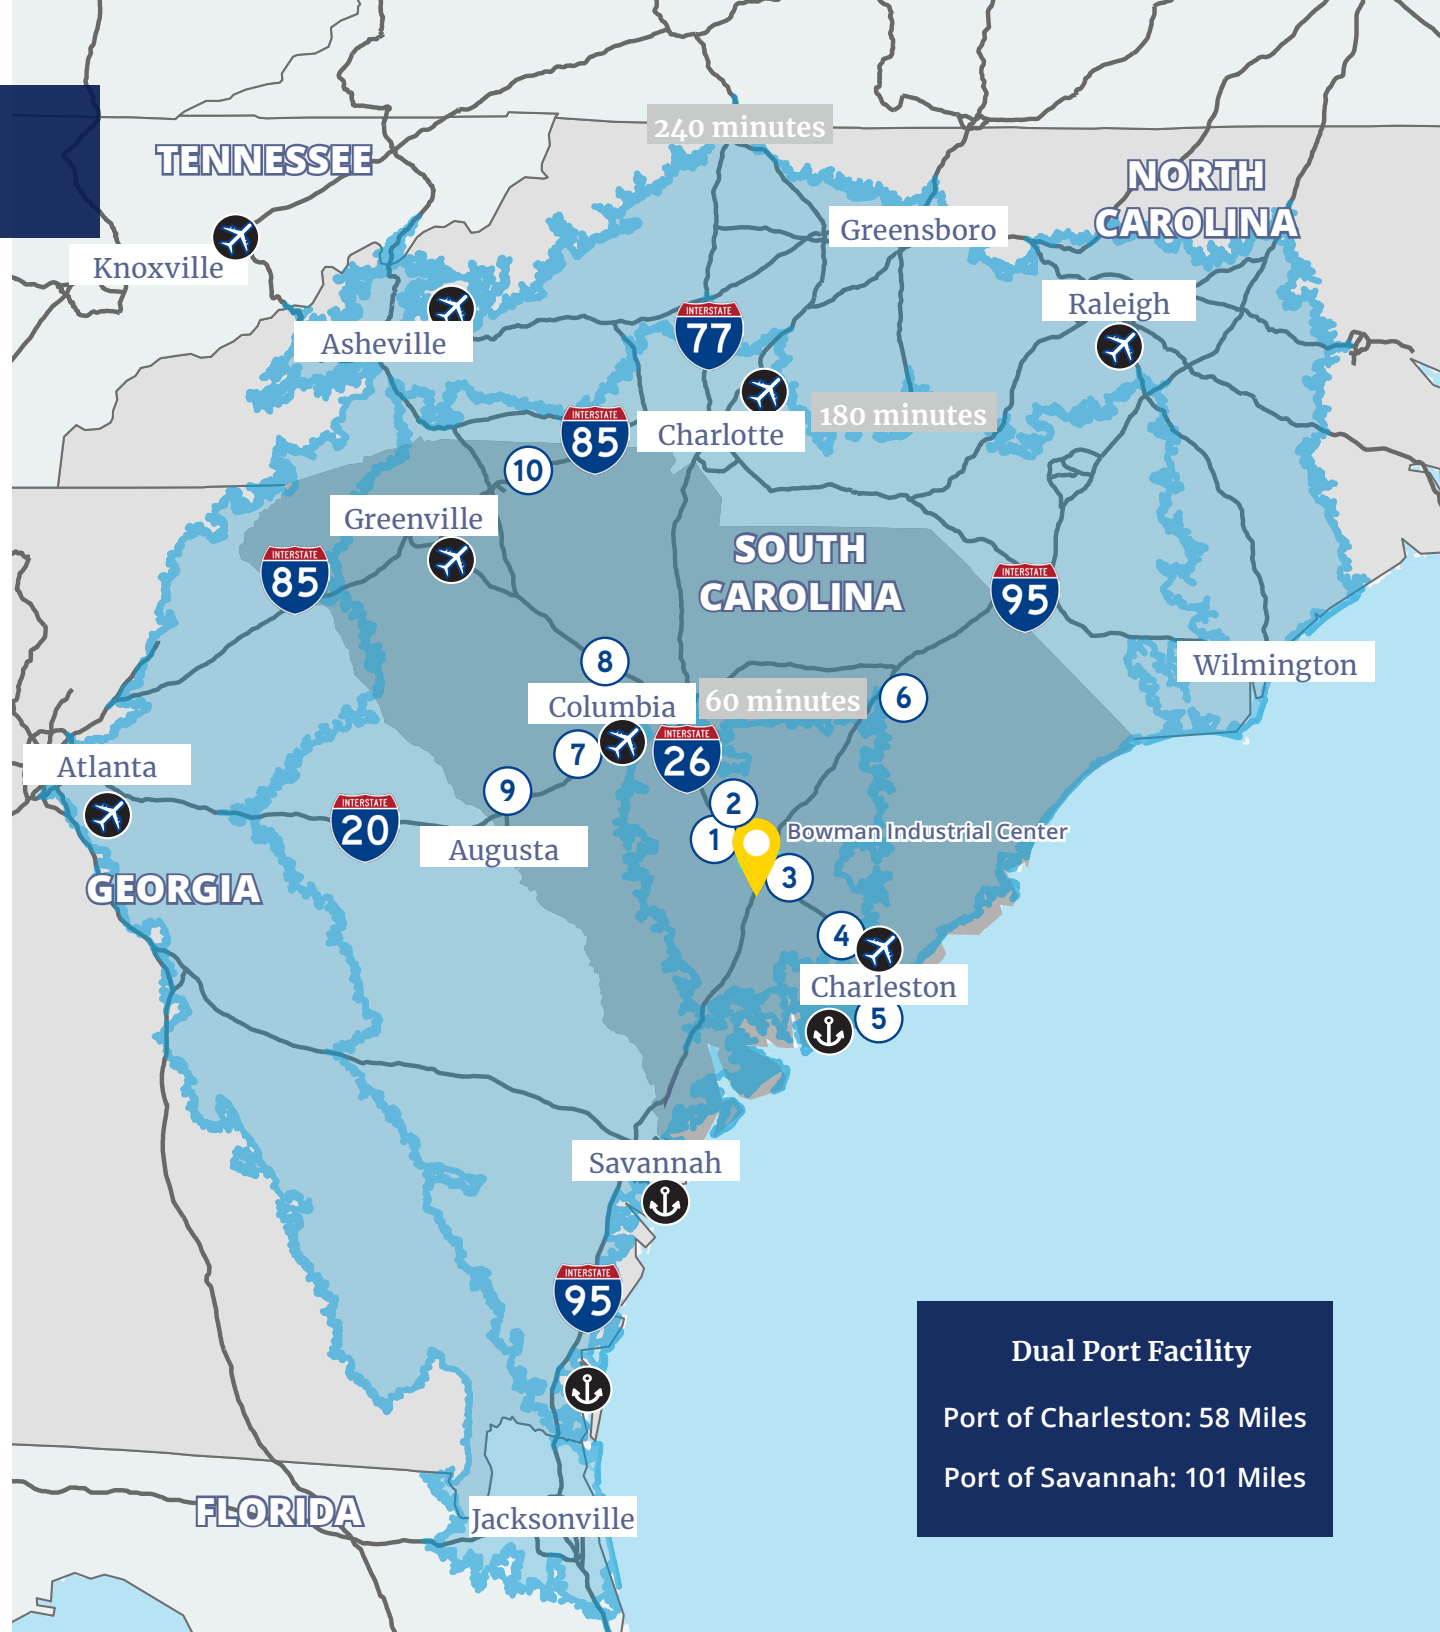 240 minutes
TENNESSEE
NORTH
CAROLINA
Greensboro
Knoxville
Raleigh
Asheville
INTERSTATE
77
180 minutes
INTERSTATE
85
Charlotte
10
Greenville
SOUTH
CAROLINA
INTERSTATE
85
INTERSTATE
95
8
Wilmington
Columbia
60 minutes
6
7
INTERSTATE
26
Atlanta
9
2
INTERSTATE
20
1
Bowman Industrial Center
Augusta
3
GEORGIA
4
Charleston
5
Savannah
INTERSTATE
95
Dual Port Facility
Port of Charleston: 58 Miles
Port of Savannah: 101 Miles
FLORIDA
Jacksonville